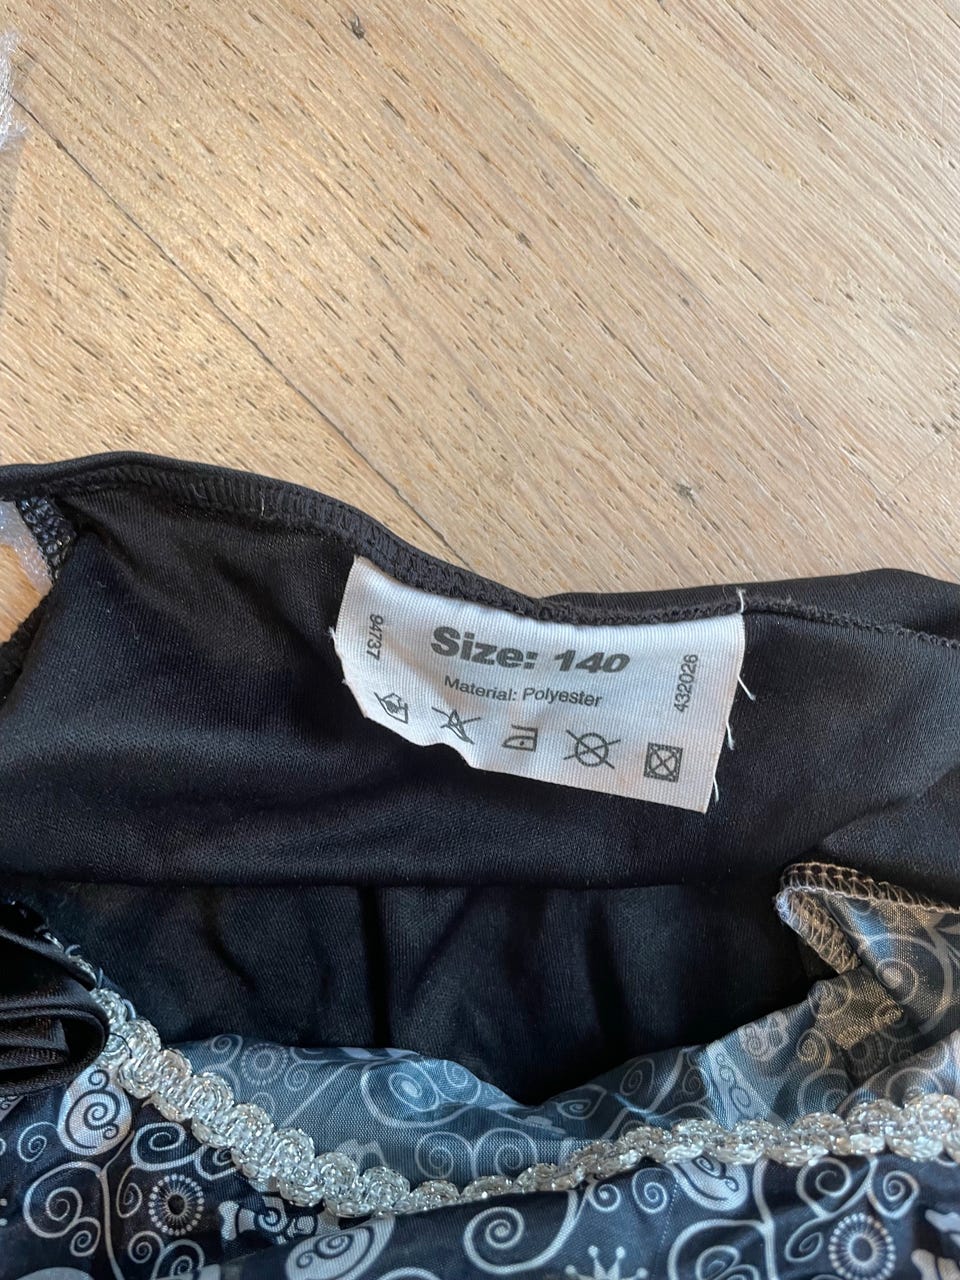 94737
Size: 140
Material: Polyester
432026